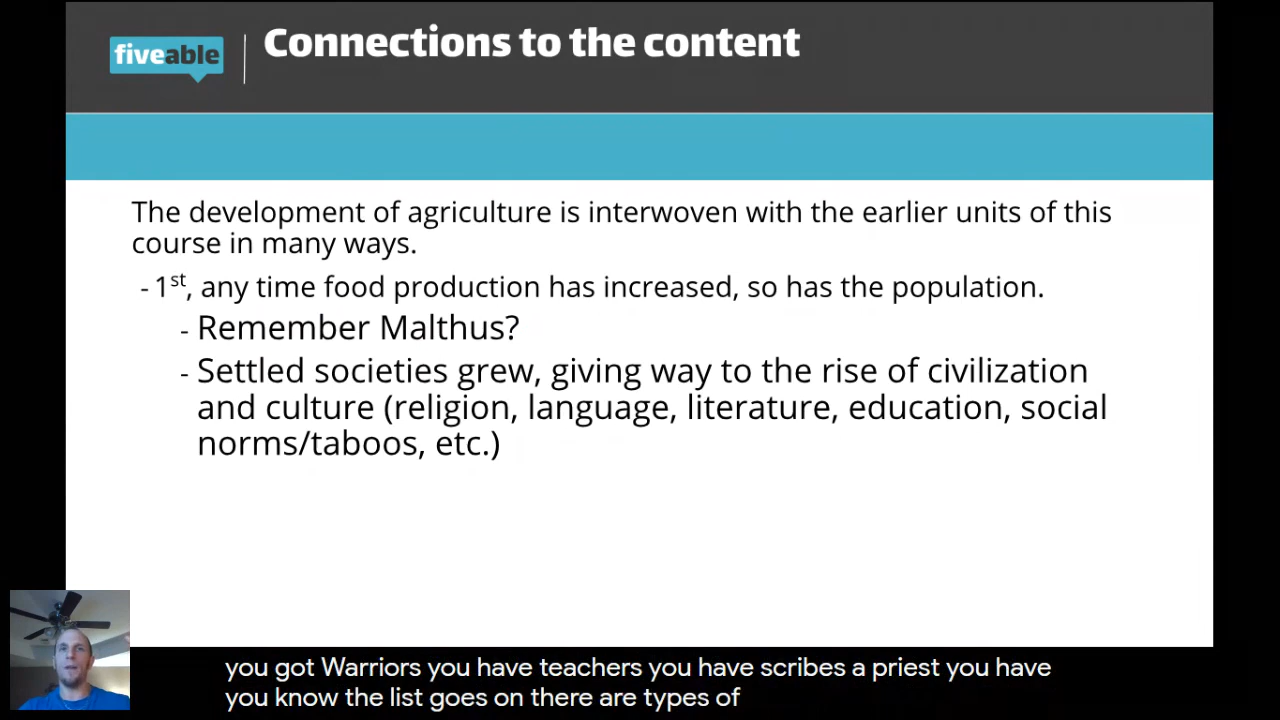 fiveable
Connections to the content
The development of agriculture is interwoven with the earlier units of this
course in many ways.
- 1st, any time food production has increased, so has the population.
- Remember Malthus?
- Settled societies grew, giving way to the rise of civilization
and culture (religion, language, literature, education, social
norms/taboos, etc.)
you got Warriors you have teachers you have scribes a priest you have
you know the list goes on there are types of